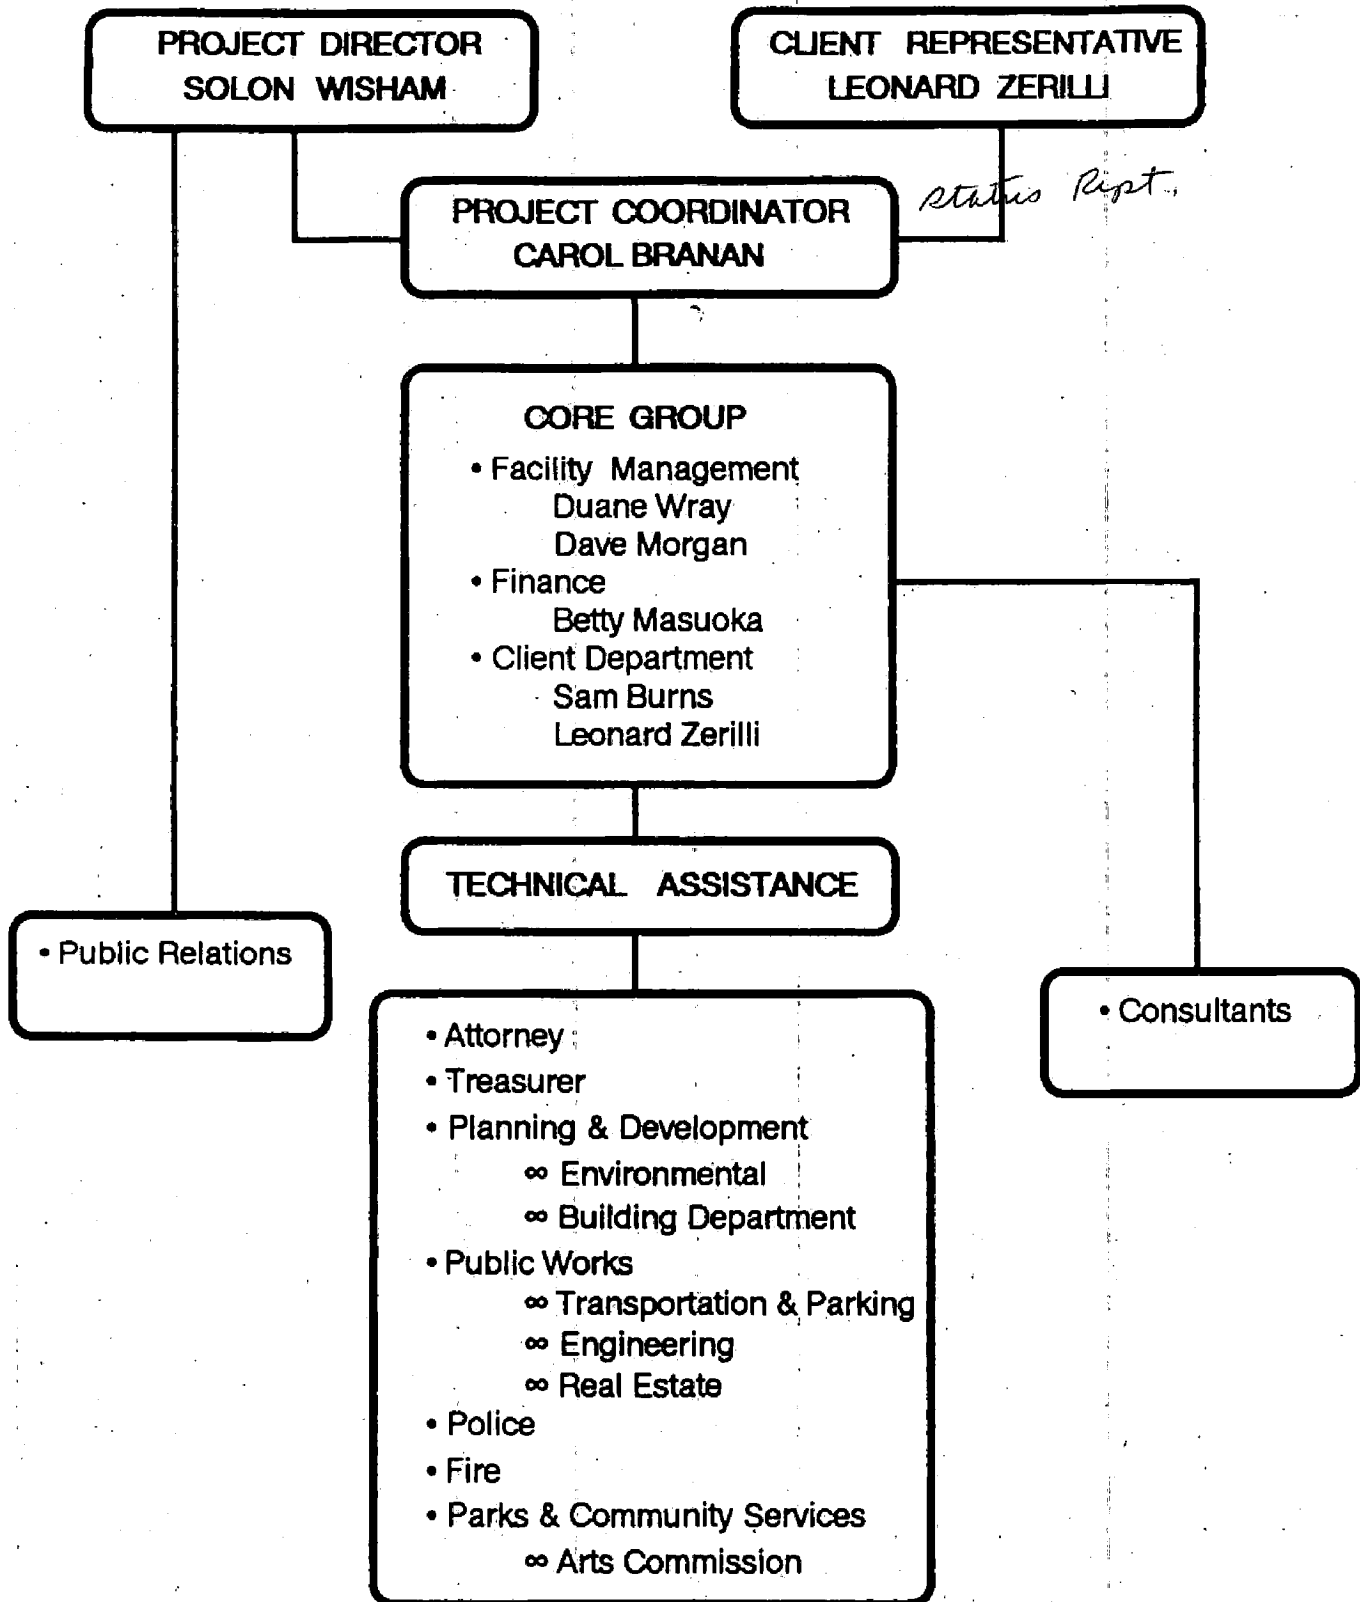 PROJECT DIRECTOR
SOLON WISHAM
CLIENT REPRESENTATIVE
LEONARD ZERILLI
Status Rept.
PROJECT COORDINATOR
CAROL BRANAN
CORE GROUP
• Facility Management
Duane Wray
Dave Morgan
• Finance
Betty Masuoka
• Client Department
Sam Burns
Leonard Zerilli
TECHNICAL ASSISTANCE
• Public Relations
• Consultants
• Attorney
• Treasurer
• Planning & Development
∞ Environmental
∞ Building Department
• Public Works
∞ Transportation & Parking
∞ Engineering
∞ Real Estate
• Police
• Fire
• Parks & Community Services
∞ Arts Commission